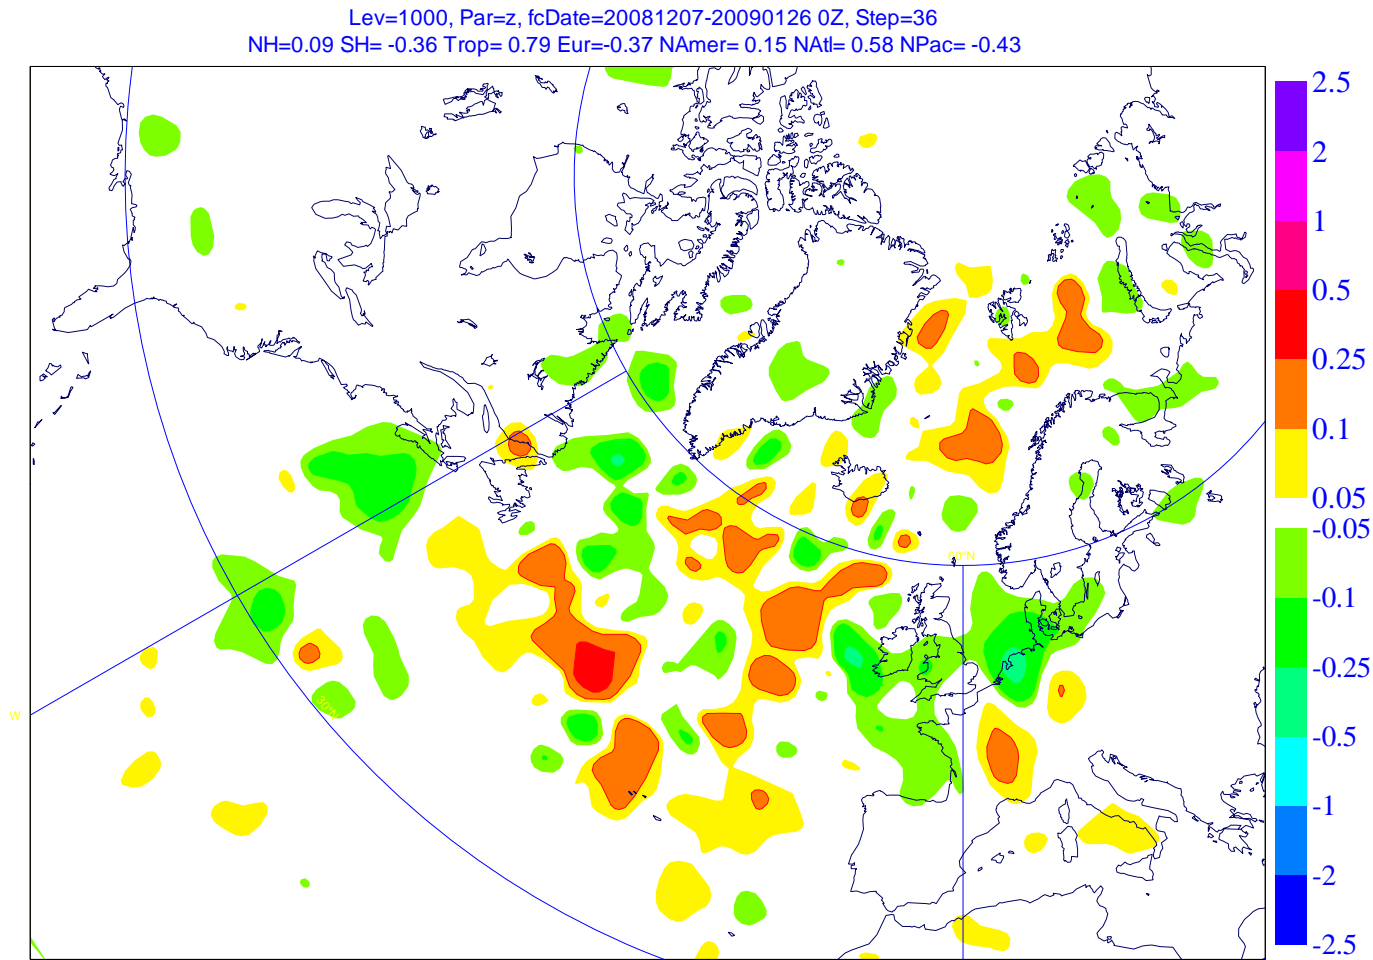 Lev=1000, Par=z, fcDate=20081207-20090126 0Z, Step=36
NH=0.09 SH= -0.36 Trop= 0.79 Eur=-0.37 NAmer= 0.15 NAtl= 0.58 NPac= -0.43
2.5
2
1
0.5
0.25
0.1
0.05
-0.05
-0.1
-0.25
-0.5
-1
-2
-2.5
60°N
30°N
W